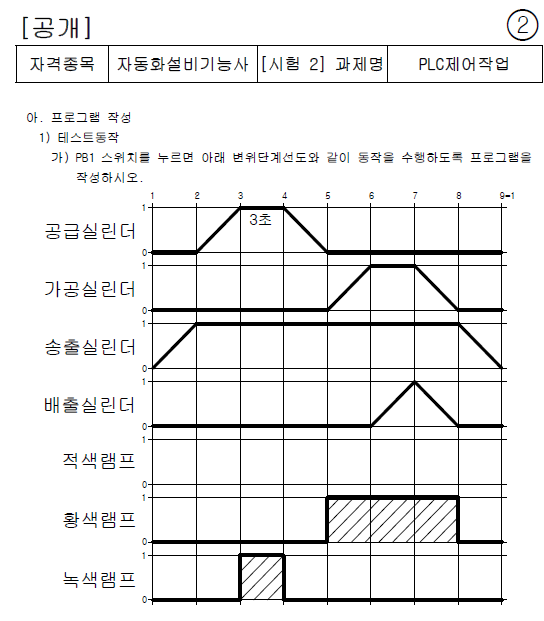 [공개]
②
자격종목 자동화설비기능사 [시험 2] 과제명 PLC제어작업
아. 프로그램 작성
1) 테스트동작
가) PB1 스위치를 누르면 아래 변위단계선도와 같이 동작을 수행하도록 프로그램을
작성하시오.
1 2 3 4 5 6 7 8 9=1
1
공급실린더
3초
0
1
가공실린더
0
1
송출실린더
0
1
배출실린더
0
1
적색램프
0
1
황색램프
0
1
녹색램프
0